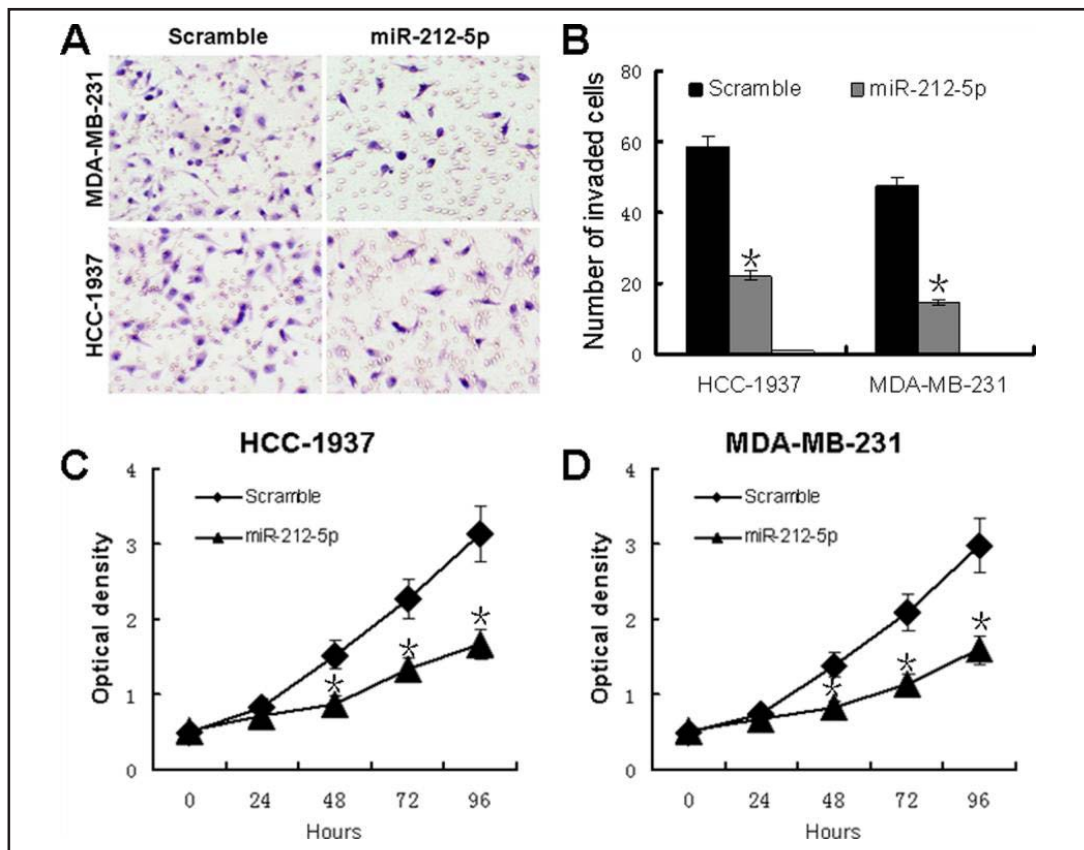 A
Scramble
miR-212-5p
MDA-MB-231
HCC-1937
B
Number of invaded cells
80
60
40
20
0
Scramble
miR-212-5p
*
*
HCC-1937
MDA-MB-231
C
HCC-1937
Optical density
4
3
2
1
0
Scramble
miR-212-5p
*
*
*
0 24 48 72 96
Hours
D
MDA-MB-231
Optical density
4
3
2
1
0
Scramble
miR-212-5p
*
*
*
0 24 48 72 96
Hours